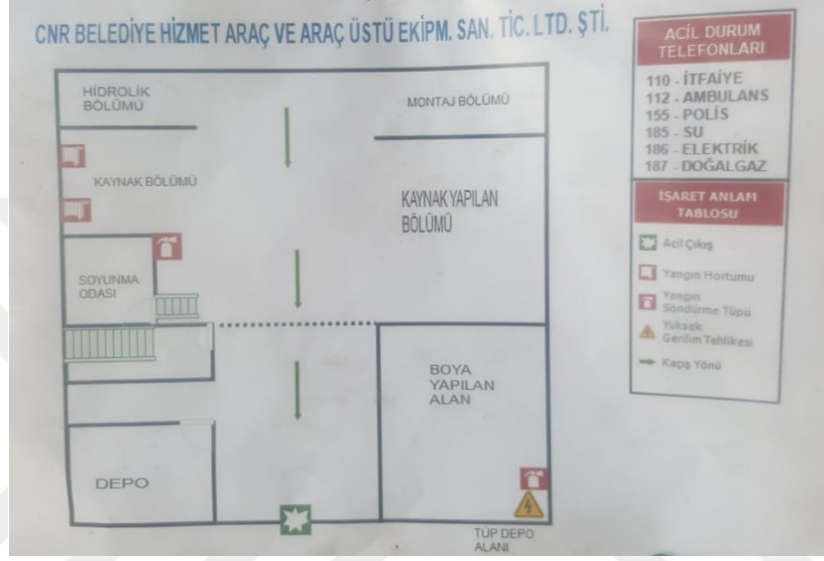 CNR BELEDİYE HİZMET ARAÇ VE ARAÇ ÜSTÜ EKİPM. SAN. TİC. LTD. ŞTİ.
HİDROLİK
BÖLÜMÜ
MONTAJ BÖLÜMÜ
KAYNAK BÖLÜMÜ
KAYNAK YAPILAN
BÖLÜMÜ
SOYUNMA
ODASI
BOYA
YAPILAN
ALAN
DEPO
TÜP DEPO
ALANI
ACİL DURUM
TELEFONLARI
110 - İTFAİYE
112 - AMBULANS
155 - POLİS
185 - SU
186 - ELEKTRİK
187 - DOĞALGAZ
İŞARET ANLAM
TABLOSU
Acil Çıkış
Yangın Hortumu
Yangın
Söndürme Tüpü
Yüksek
Gerilim Tehlikesi
Kaçış Yönü